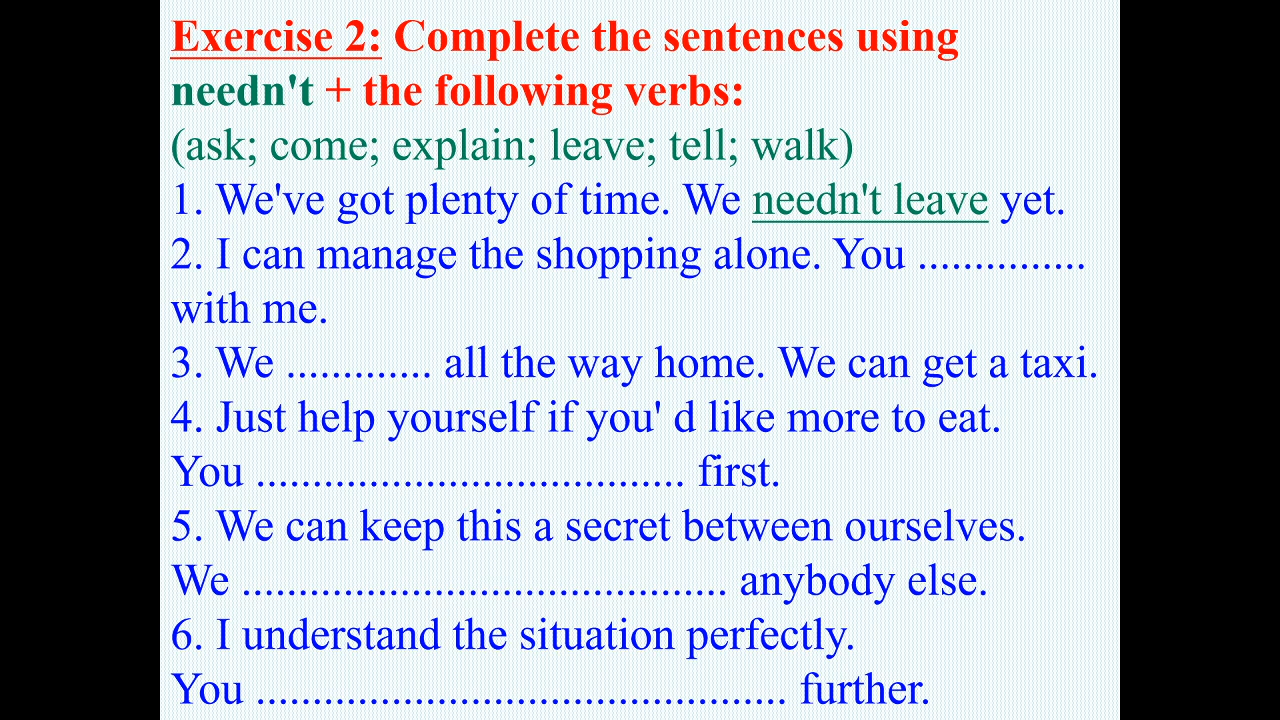 Exercise 2: Complete the sentences using
needn't + the following verbs:
(ask; come; explain; leave; tell; walk)
1. We've got plenty of time. We needn't leave yet.
2. I can manage the shopping alone. You ...............
with me.
3. We ............. all the way home. We can get a taxi.
4. Just help yourself if you' d like more to eat.
You ...................................... first.
5. We can keep this a secret between ourselves.
We ........................................... anybody else.
6. I understand the situation perfectly.
You ............................................... further.